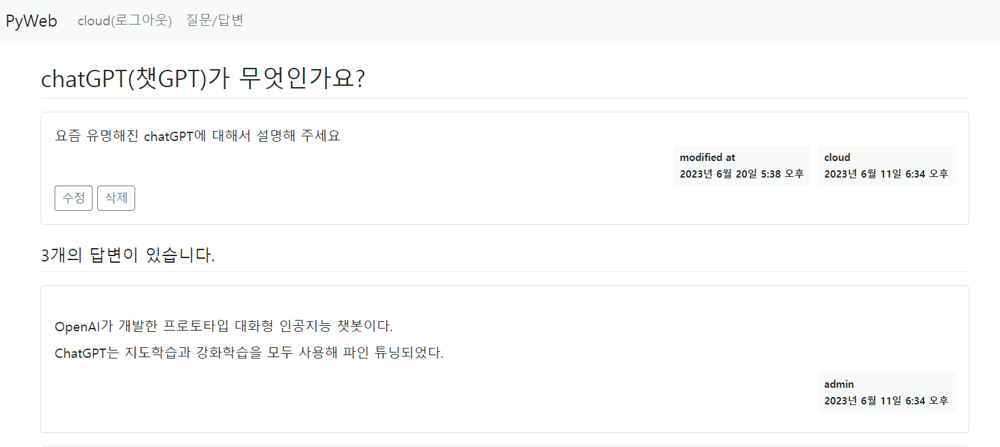 PyWeb cloud(로그아웃) 질문/답변
chatGPT(챗GPT)가 무엇인가요?
요즘 유명해진 chatGPT에 대해서 설명해 주세요
modified at
2023년 6월 20일 5:38 오후
cloud
2023년 6월 11일 6:34 오후
수정 삭제
3개의 답변이 있습니다.
OpenAI가 개발한 프로토타입 대화형 인공지능 챗봇이다.
ChatGPT는 지도학습과 강화학습을 모두 사용해 파인 튜닝되었다.
admin
2023년 6월 11일 6:34 오후